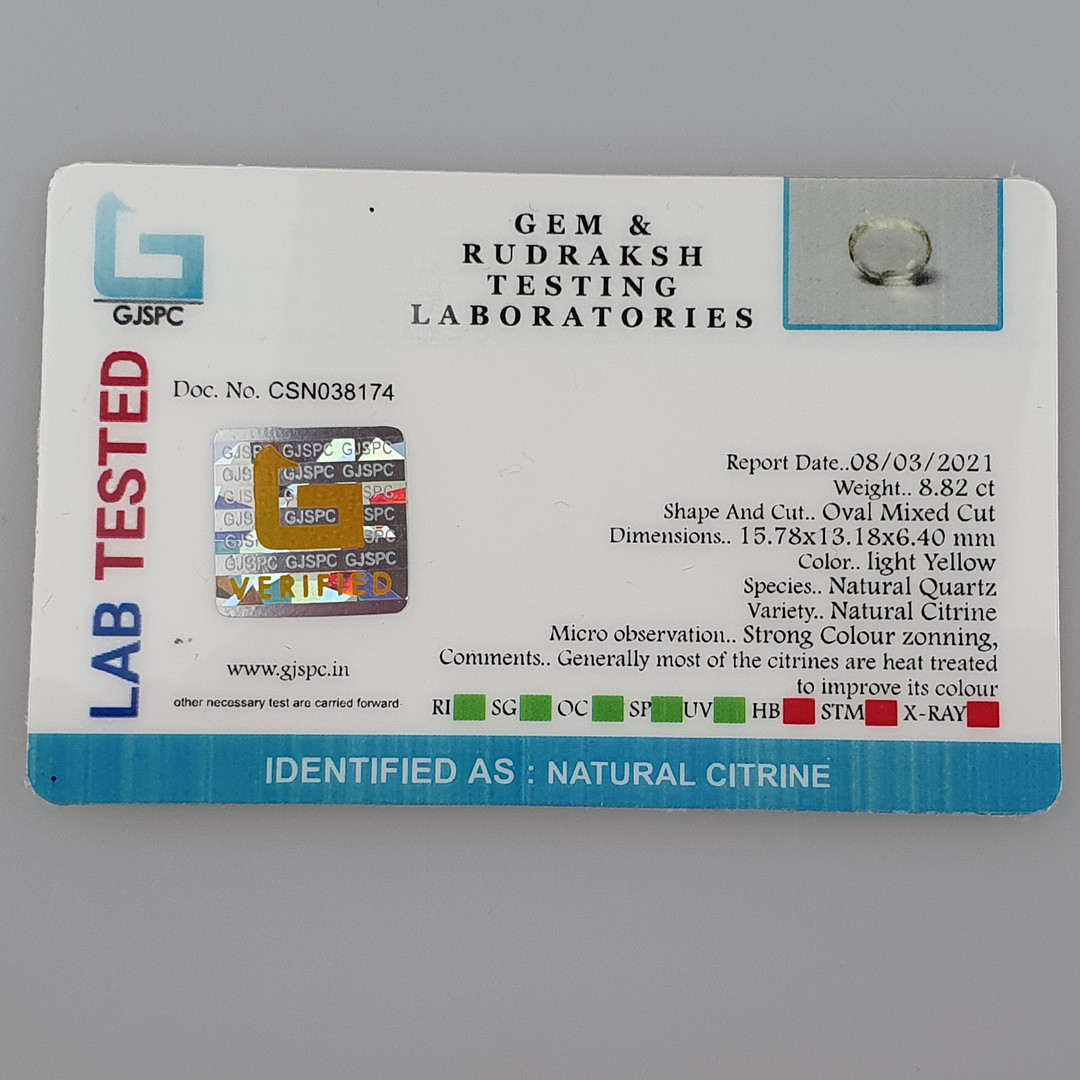 GJSPC
GEM &
RUDRAKSH
TESTING
LABORATORIES
LAB TESTED
Doc. No. CSN038174
GJSPC GJSPC
GJSPC GJSPC
GJSPC SPC
GJSPC GJSPC GJSPC
VERIFIED
www.gjspc.in
other necessary test are carried forward
Report Date..08/03/2021
Weight.. 8.82 ct
Shape And Cut.. Oval Mixed Cut
Dimensions.. 15.78x13.18x6.40 mm
Color.. light Yellow
Species.. Natural Quartz
Variety.. Natural Citrine
Micro observation.. Strong Colour zonning,
Comments.. Generally most of the citrines are heat treated
to improve its colour
RI SG OC SP UV HB STM X-RAY
IDENTIFIED AS : NATURAL CITRINE